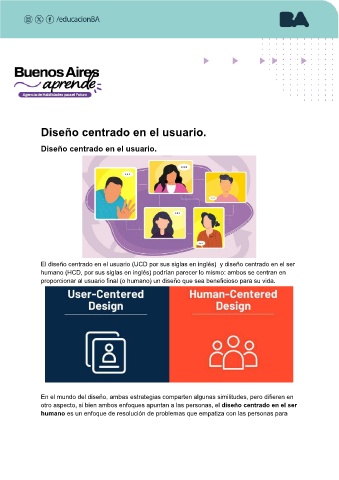 /educacionBA
BA
Buenos Aires
aprende
Agencia de Habilidades para el Futuro
Diseño centrado en el usuario.
Diseño centrado en el usuario.
El diseño centrado en el usuario (UCD por sus siglas en inglés) y diseño centrado en el ser
humano (HCD, por sus siglas en inglés) podrían parecer lo mismo: ambos se centran en
proporcionar al usuario final (o humano) un diseño que sea beneficioso para su vida.
User-Centered
Design
Human-Centered
Design
En el mundo del diseño, ambas estrategias comparten algunas similitudes, pero difieren en
otro aspecto, si bien ambos enfoques apuntan a las personas, el diseño centrado en el ser
humano es un enfoque de resolución de problemas que empatiza con las personas para